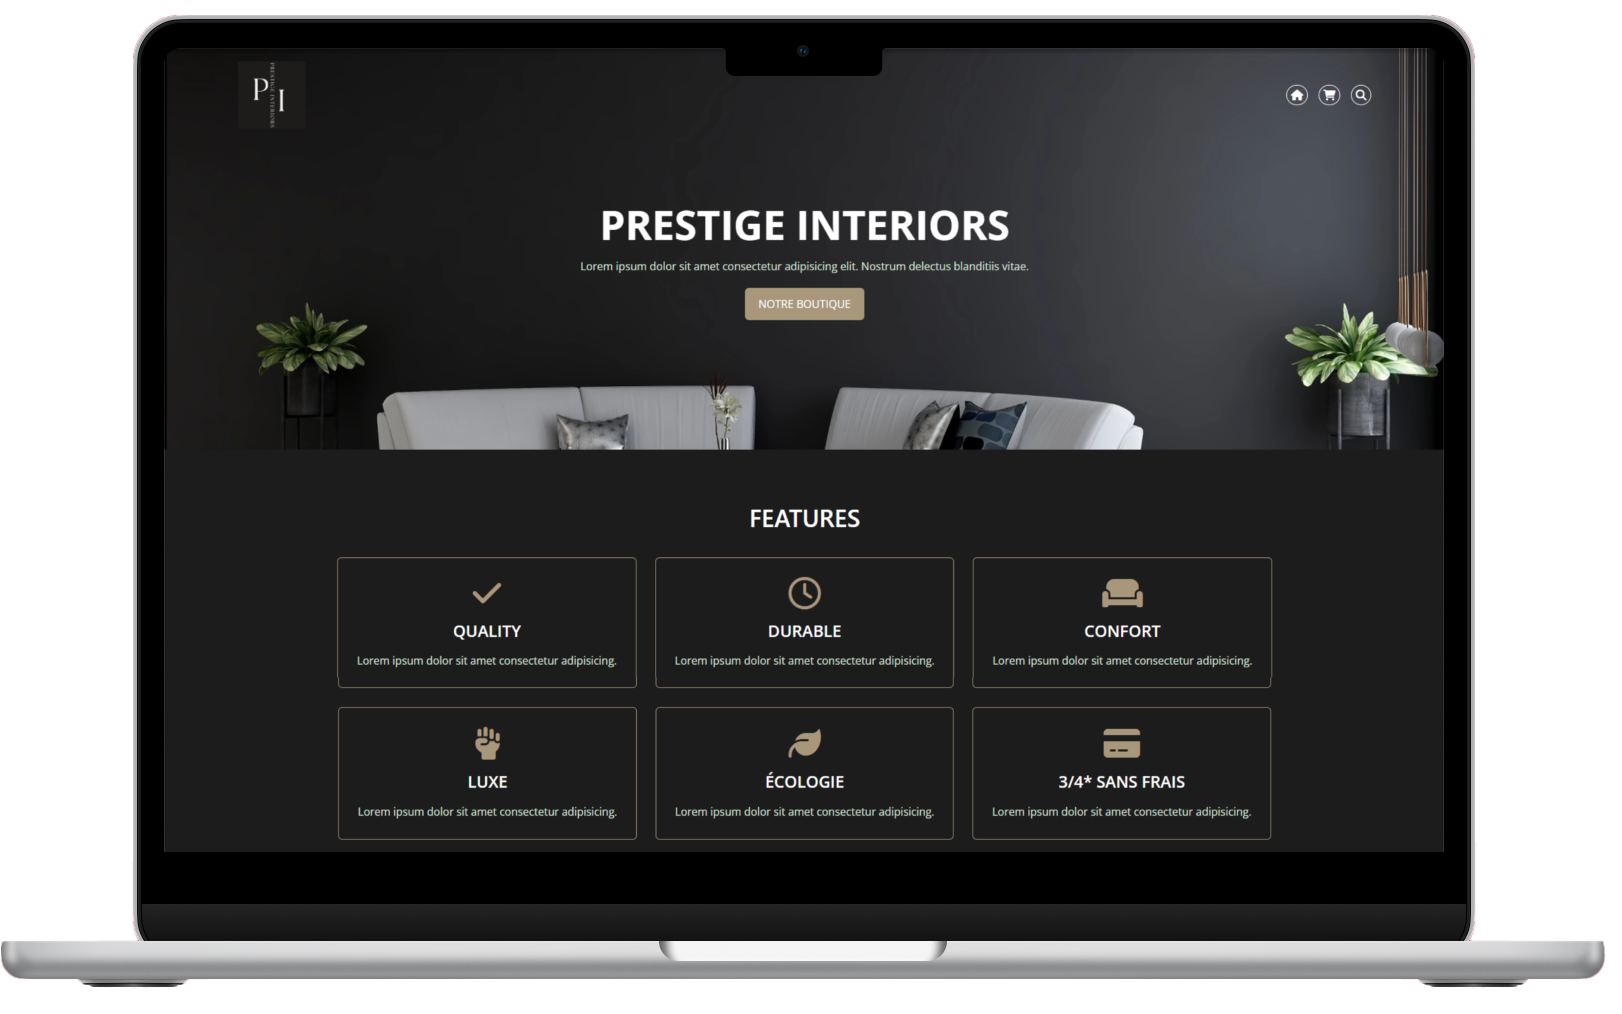 P
I
PRESTIGE INTERIORS
PRESTIGE INTERIORS
Lorem ipsum dolor sit amet consectetur adipisicing elit. Nostrum delectus blanditiis vitae.
NOTRE BOUTIQUE
FEATURES
QUALITY
Lorem ipsum dolor sit amet consectetur adipisicing.
DURABLE
Lorem ipsum dolor sit amet consectetur adipisicing.
CONFORT
Lorem ipsum dolor sit amet consectetur adipisicing.
LUXE
Lorem ipsum dolor sit amet consectetur adipisicing.
ÉCOLOGIE
Lorem ipsum dolor sit amet consectetur adipisicing.
3/4* SANS FRAIS
Lorem ipsum dolor sit amet consectetur adipisicing.